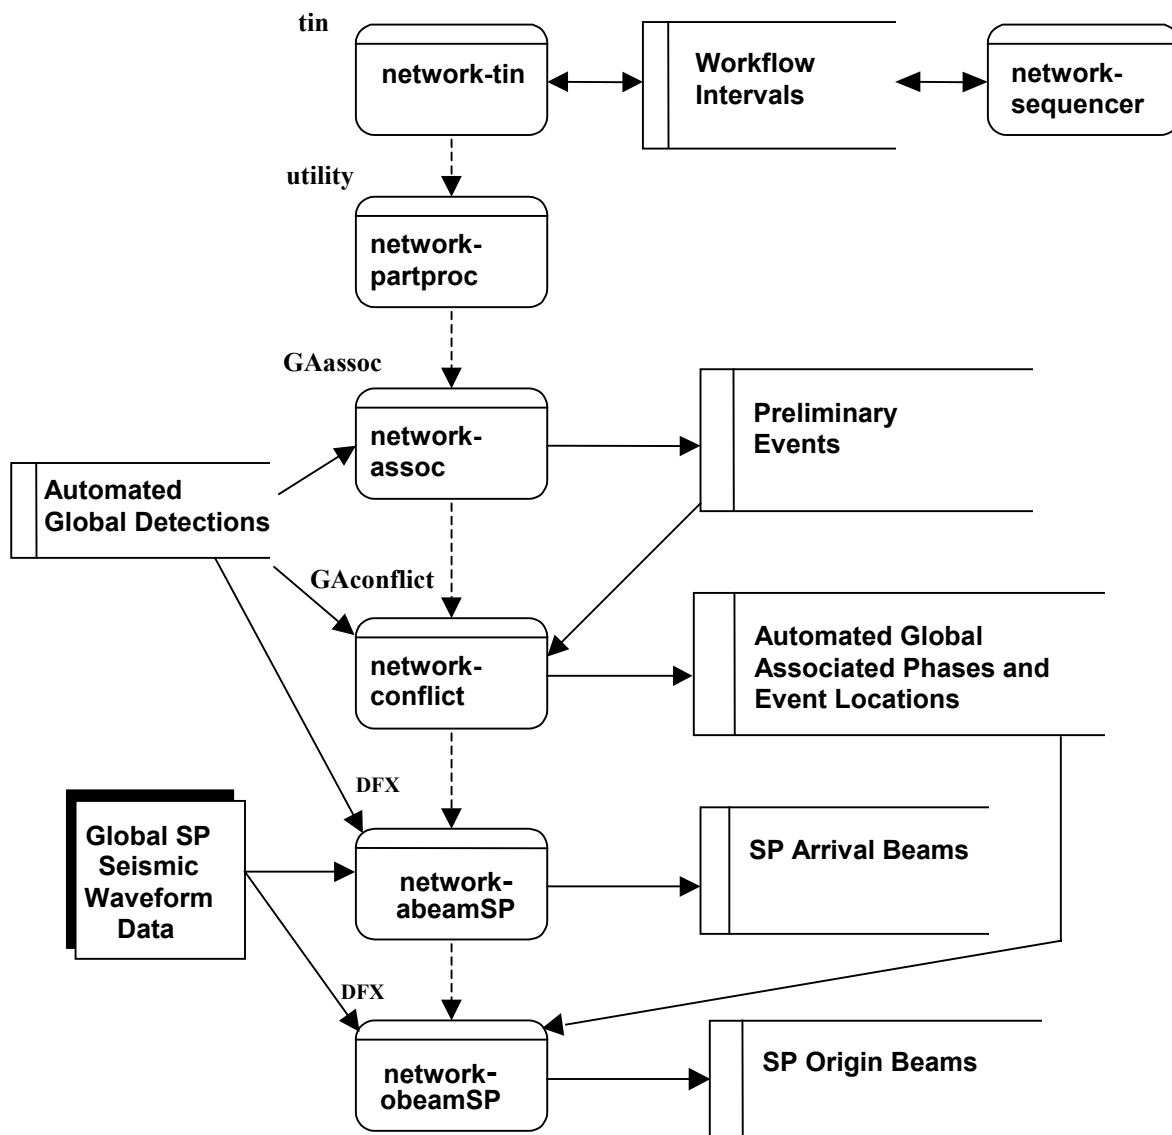 tin
network-tin
Workflow
Intervals
network-
sequencer
utility
network-
partproc
GAassoc
network-
assoc
Preliminary
Events
Automated
Global Detections
GAconflict
network-
conflict
Automated Global
Associated Phases and
Event Locations
DFX
Global SP
Seismic
Waveform
Data
network-
abeamSP
SP Arrival Beams
DFX
network-
obeamSP
SP Origin Beams